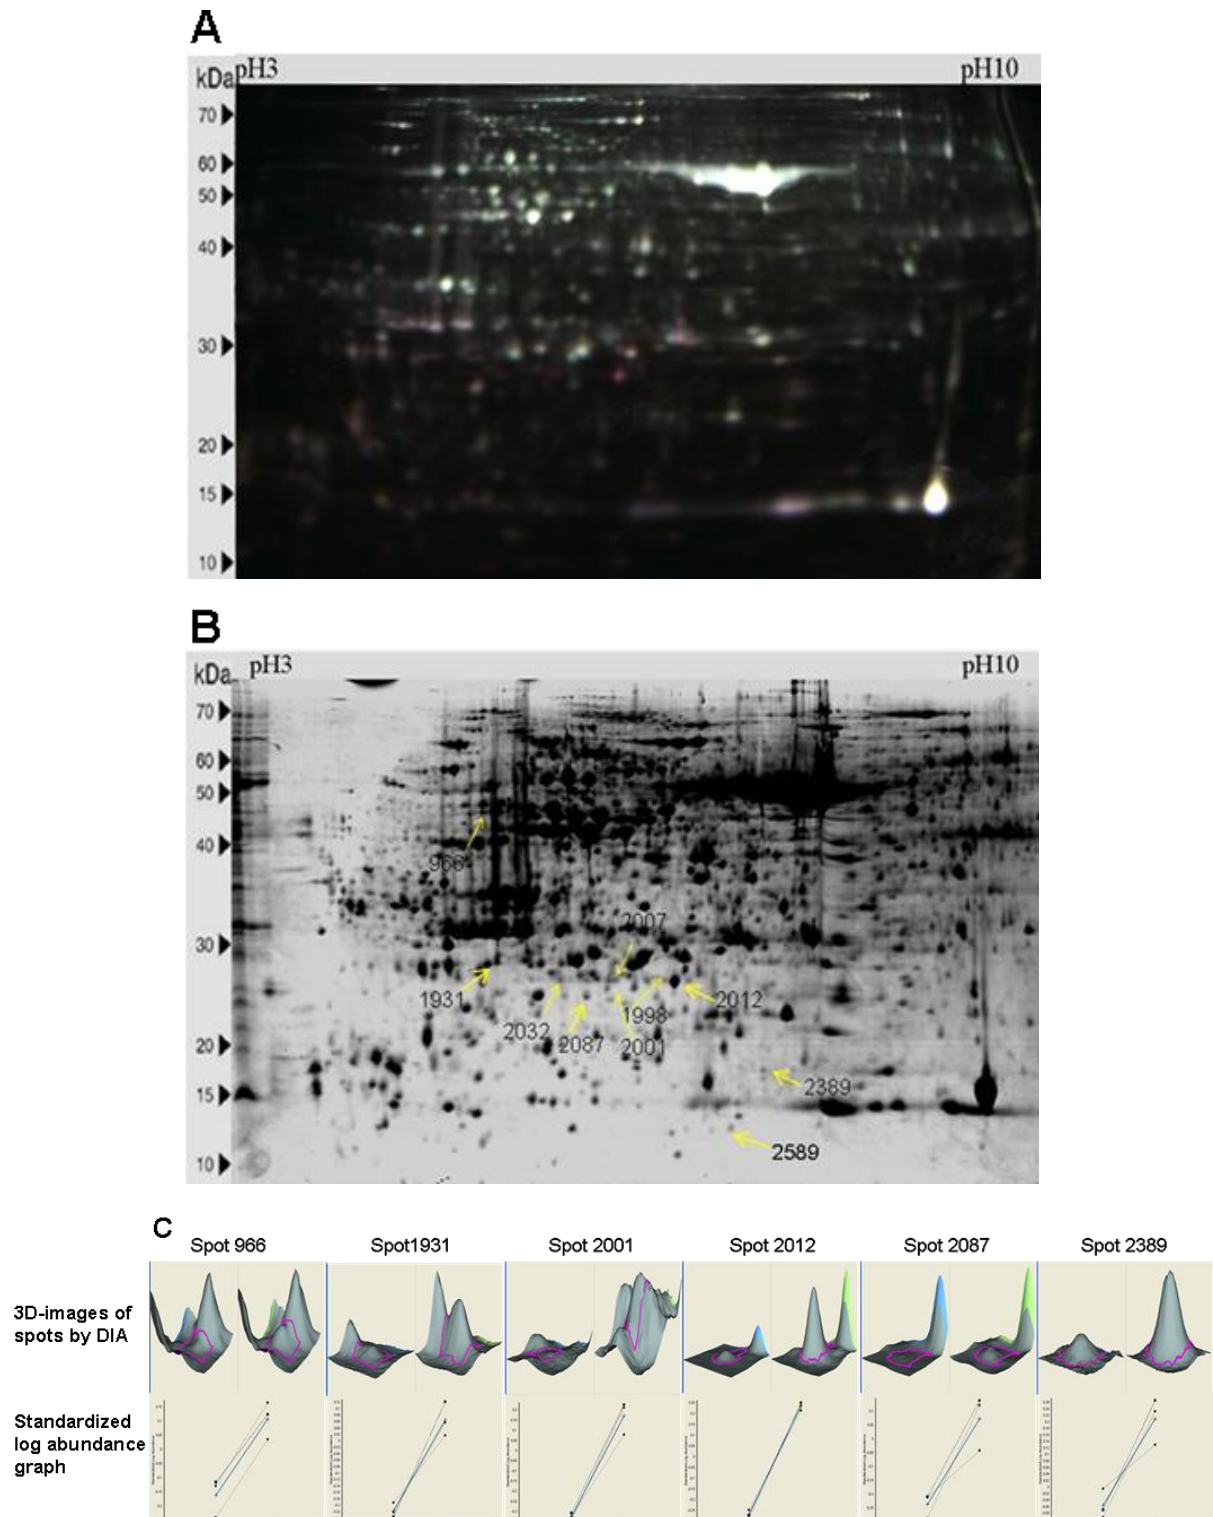 A
kDa pH3 pH10
70
60
50
40
30
20
15
10
B
kDa pH3 pH10
70
60
50
40
30
20
15
10
966
2007
1931
2012
1998
2032
2087
2001
2389
2589
C
Spot 966 Spot1931 Spot 2001 Spot 2012 Spot 2087 Spot 2389
3D-images of
spots by DIA
Standardized
log abundance
graph